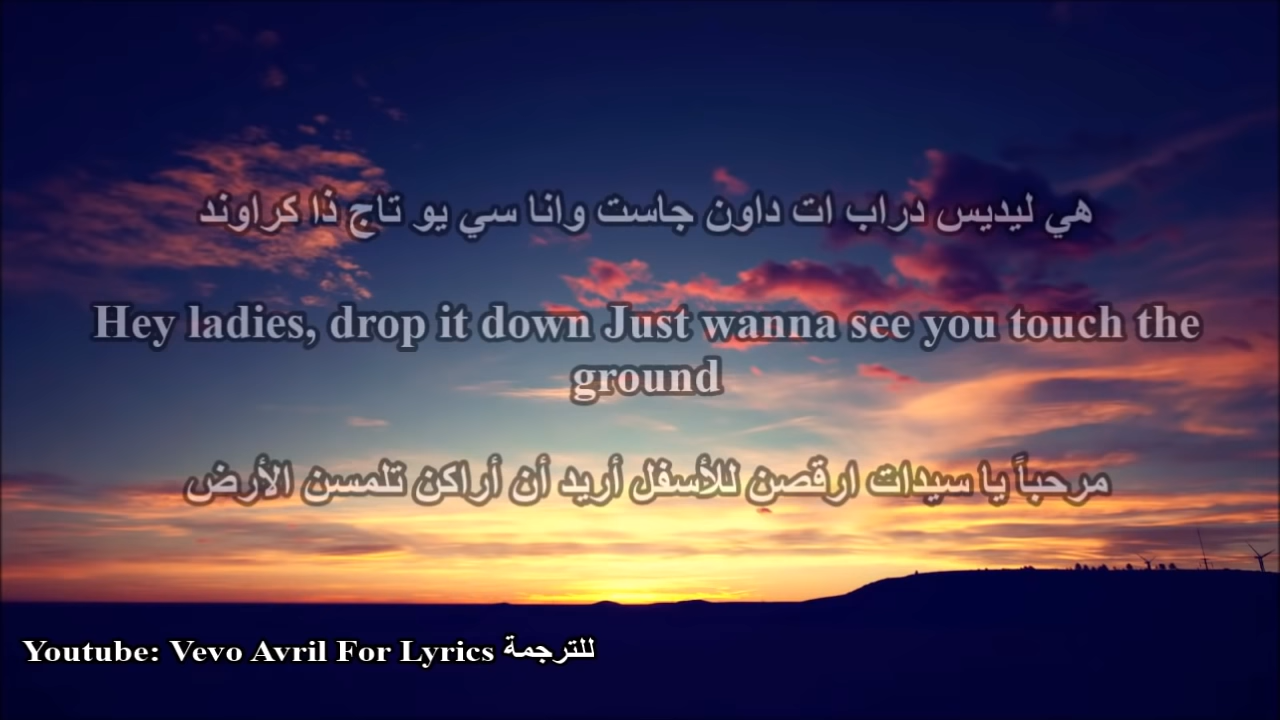 هي ليديس دراب ات داون جاست وانا سي يو تاج ذا كراوند
Hey ladies, drop it down Just wanna see you touch the
ground
مرحباً يا سيدات ارقصن للأسفل أريد أن أراكن تلمسن الأرض
Youtube: Vevo Avril For Lyrics للترجمة